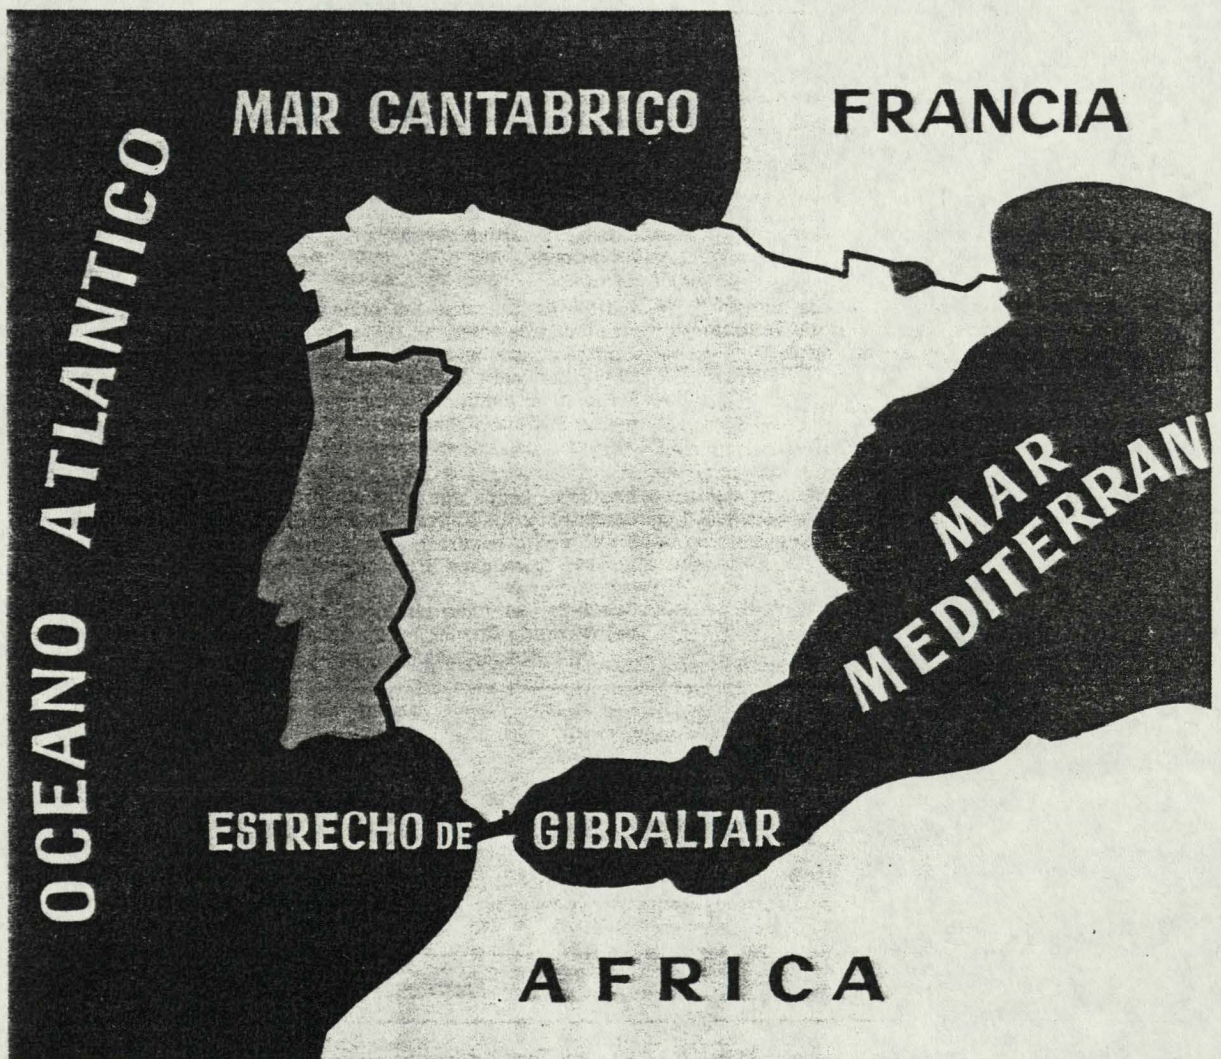 MAR CANTABRICO
FRANCIA
OCEANO ATLANTICO
MAR
MEDITERRAN
ESTRECHO DE GIBRALTAR
AFRICA